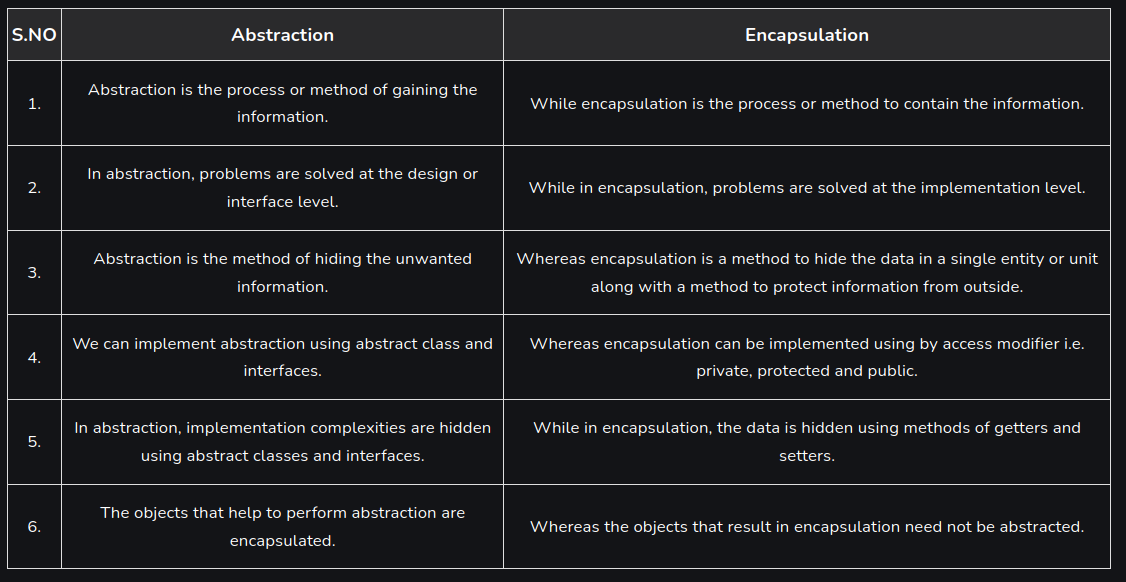 S.NO Abstraction Encapsulation
1. Abstraction is the process or method of gaining the
information. While encapsulation is the process or method to contain the information.
2. In abstraction, problems are solved at the design or
interface level. While in encapsulation, problems are solved at the implementation level.
3. Abstraction is the method of hiding the unwanted
information. Whereas encapsulation is a method to hide the data in a single entity or unit
along with a method to protect information from outside.
4. We can implement abstraction using abstract class and
interfaces. Whereas encapsulation can be implemented using by access modifier i.e.
private, protected and public.
5. In abstraction, implementation complexities are hidden
using abstract classes and interfaces. While in encapsulation, the data is hidden using methods of getters and
setters.
6. The objects that help to perform abstraction are
encapsulated. Whereas the objects that result in encapsulation need not be abstracted.